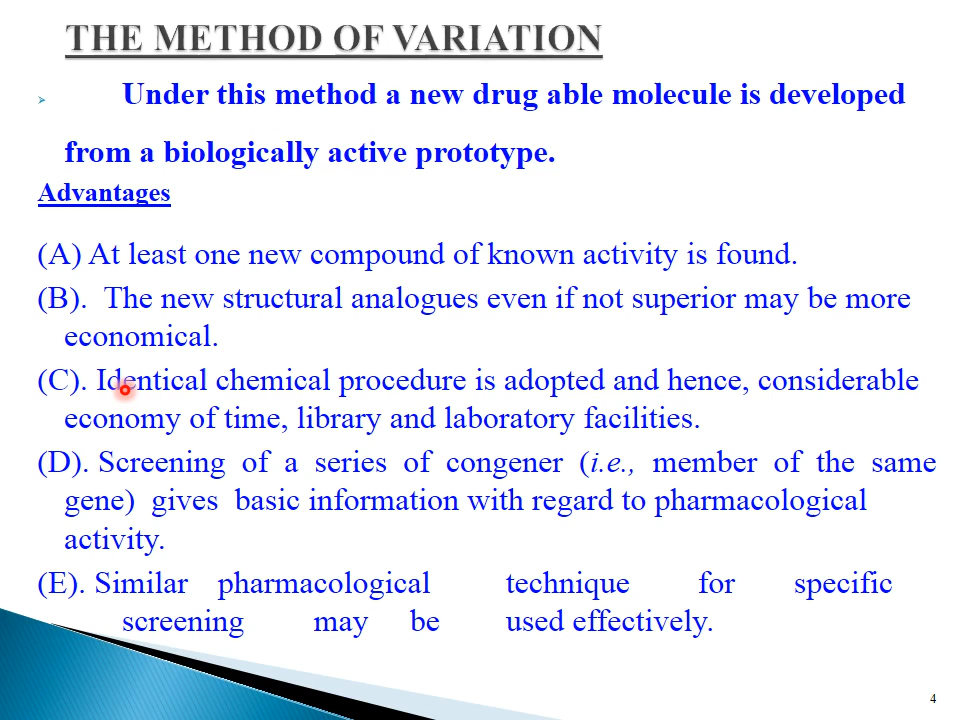 THE METHOD OF VARIATION
Under this method a new drug able molecule is developed
from a biologically active prototype.
Advantages
(A) At least one new compound of known activity is found.
(B). The new structural analogues even if not superior may be more
economical.
(C). Identical chemical procedure is adopted and hence, considerable
economy of time, library and laboratory facilities.
(D). Screening of a series of congener (i.e., member of the same
gene) gives basic information with regard to pharmacological
activity.
(E). Similar pharmacological technique for specific
screening may be used effectively.
4